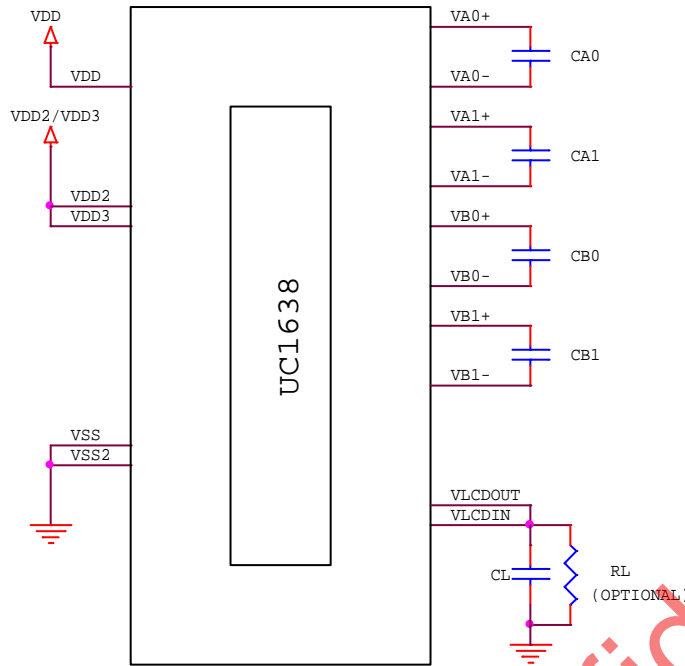 VDD
VDD
VDD2/VDD3
VDD2
VDD3
VSS
VSS2
UC1638
VA0+
CA0
VA0-
VA1+
CA1
VA1-
VB0+
CB0
VB0-
VB1+
CB1
VB1-
VLCDOUT
VLCDIN
CL
RL
(OPTIONAL)